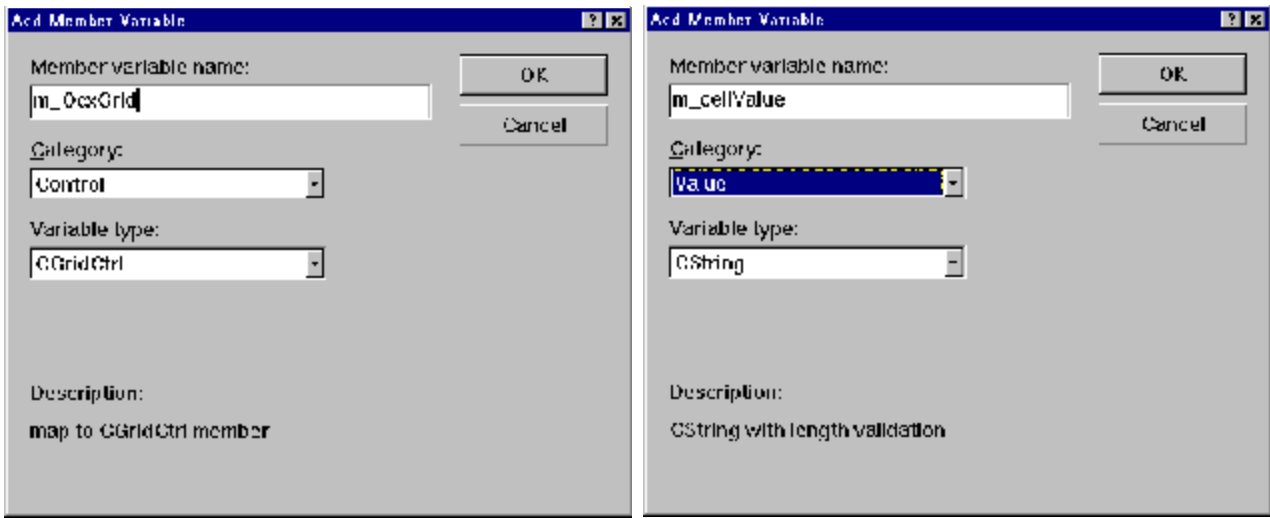 Add Member Variable
Member variable name:
m_OcxGrid
OK
Cancel
Category:
Control
Variable type:
CGridCtrl
Description:
map to CGridCtrl member
Add Member Variable
Member variable name:
m_cellValue
OK
Cancel
Category:
Value
Variable type:
CString
Description:
CString with length validation